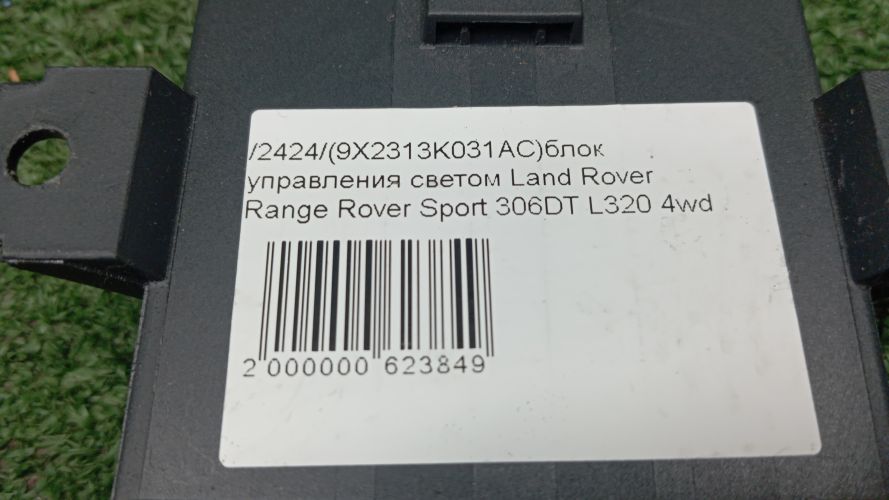 /2424/(9X2313K031AC)блок
управления светом Land Rover
Range Rover Sport 306DT L320 4wd
2 000000 623849